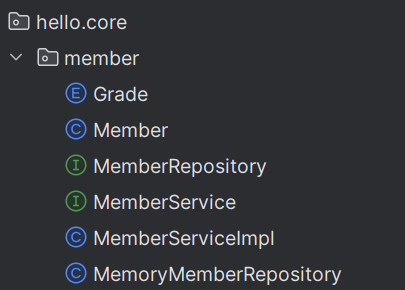 hello.core
member
E Grade
C Member
I MemberRepository
I MemberService
C MemberServiceImpl
C MemoryMemberRepository